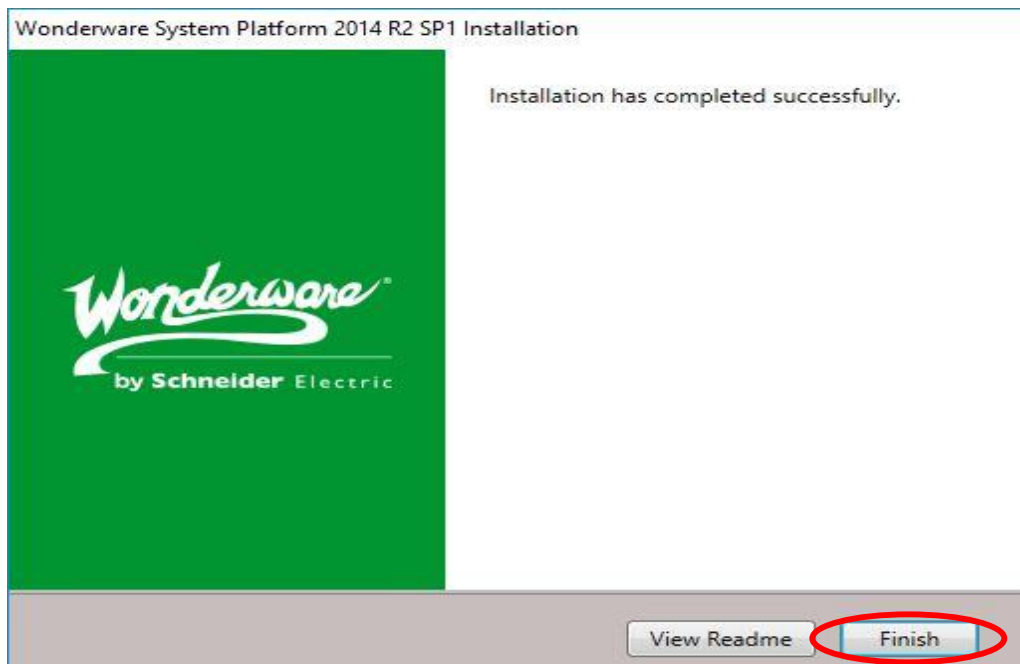 Wonderware System Platform 2014 R2 SP1 Installation
Installation has completed successfully.
Wonderware®
by Schneider Electric
View Readme
Finish